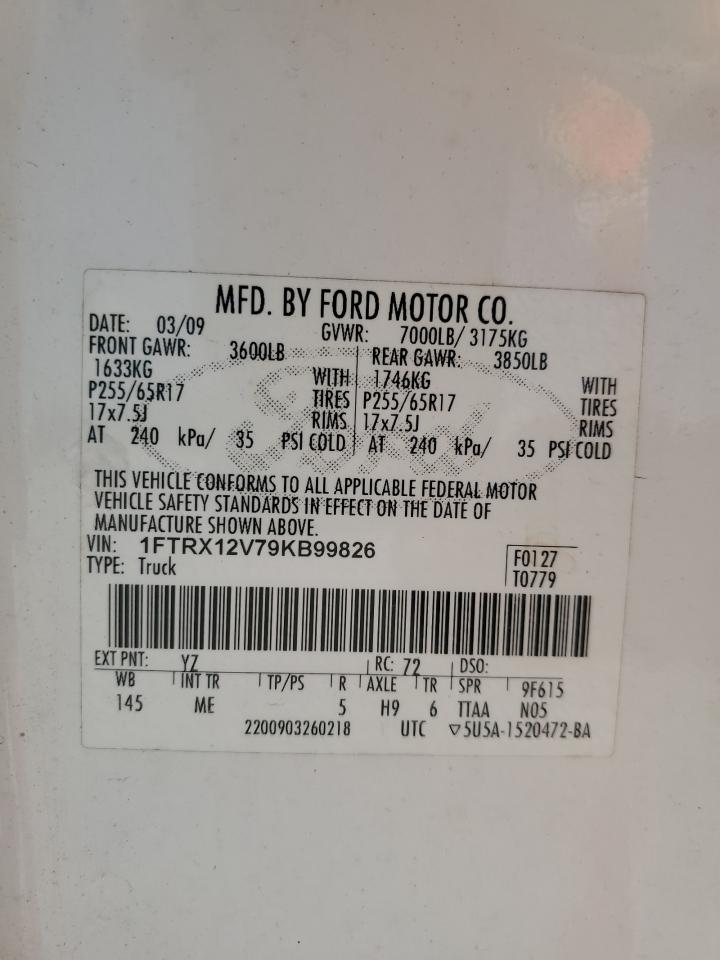 MFD. BY FORD MOTOR CO.
DATE: 03/09 GVWR: 7000LB/ 3175KG
FRONT GAWR: 3600LB REAR GAWR: 3850LB
1633KG WITH 1746KG WITH
P255/65R17 TIRES P255/65R17 TIRES
17x7.5J RIMS 17x7.5J RIMS
AT 240 kPa/ 35 PSI COLD AT 240 kPa/ 35 PSI COLD
THIS VEHICLE CONFORMS TO ALL APPLICABLE FEDERAL MOTOR
VEHICLE SAFETY STANDARDS IN EFFECT ON THE DATE OF
MANUFACTURE SHOWN ABOVE.
VIN: 1FTRX12V79KB99826
F0127
TYPE: Truck
T0779
EXT PNT: YZ RC: 72 DSO:
WB INT TR TP/PS R AXLE TR SPR 9F615
145 ME 5 H9 6 TTAA N05
2200903260218 UTC ▽5U5A-1520472-BA